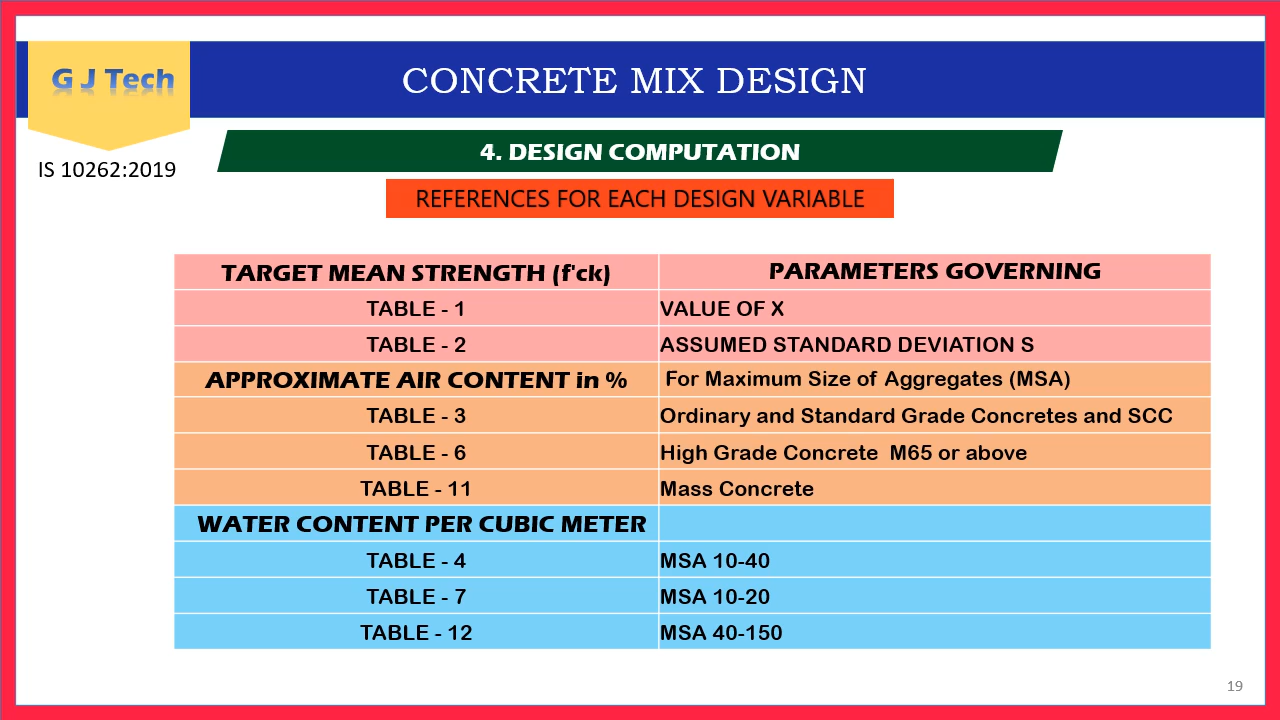 G J Tech
CONCRETE MIX DESIGN
IS 10262:2019
4. DESIGN COMPUTATION
REFERENCES FOR EACH DESIGN VARIABLE
TARGET MEAN STRENGTH (f'ck) PARAMETERS GOVERNING
TABLE - 1 VALUE OF X
TABLE - 2 ASSUMED STANDARD DEVIATION S
APPROXIMATE AIR CONTENT in % For Maximum Size of Aggregates (MSA)
TABLE - 3 Ordinary and Standard Grade Concretes and SCC
TABLE - 6 High Grade Concrete M65 or above
TABLE - 11 Mass Concrete
WATER CONTENT PER CUBIC METER
TABLE - 4 MSA 10-40
TABLE - 7 MSA 10-20
TABLE - 12 MSA 40-150
19